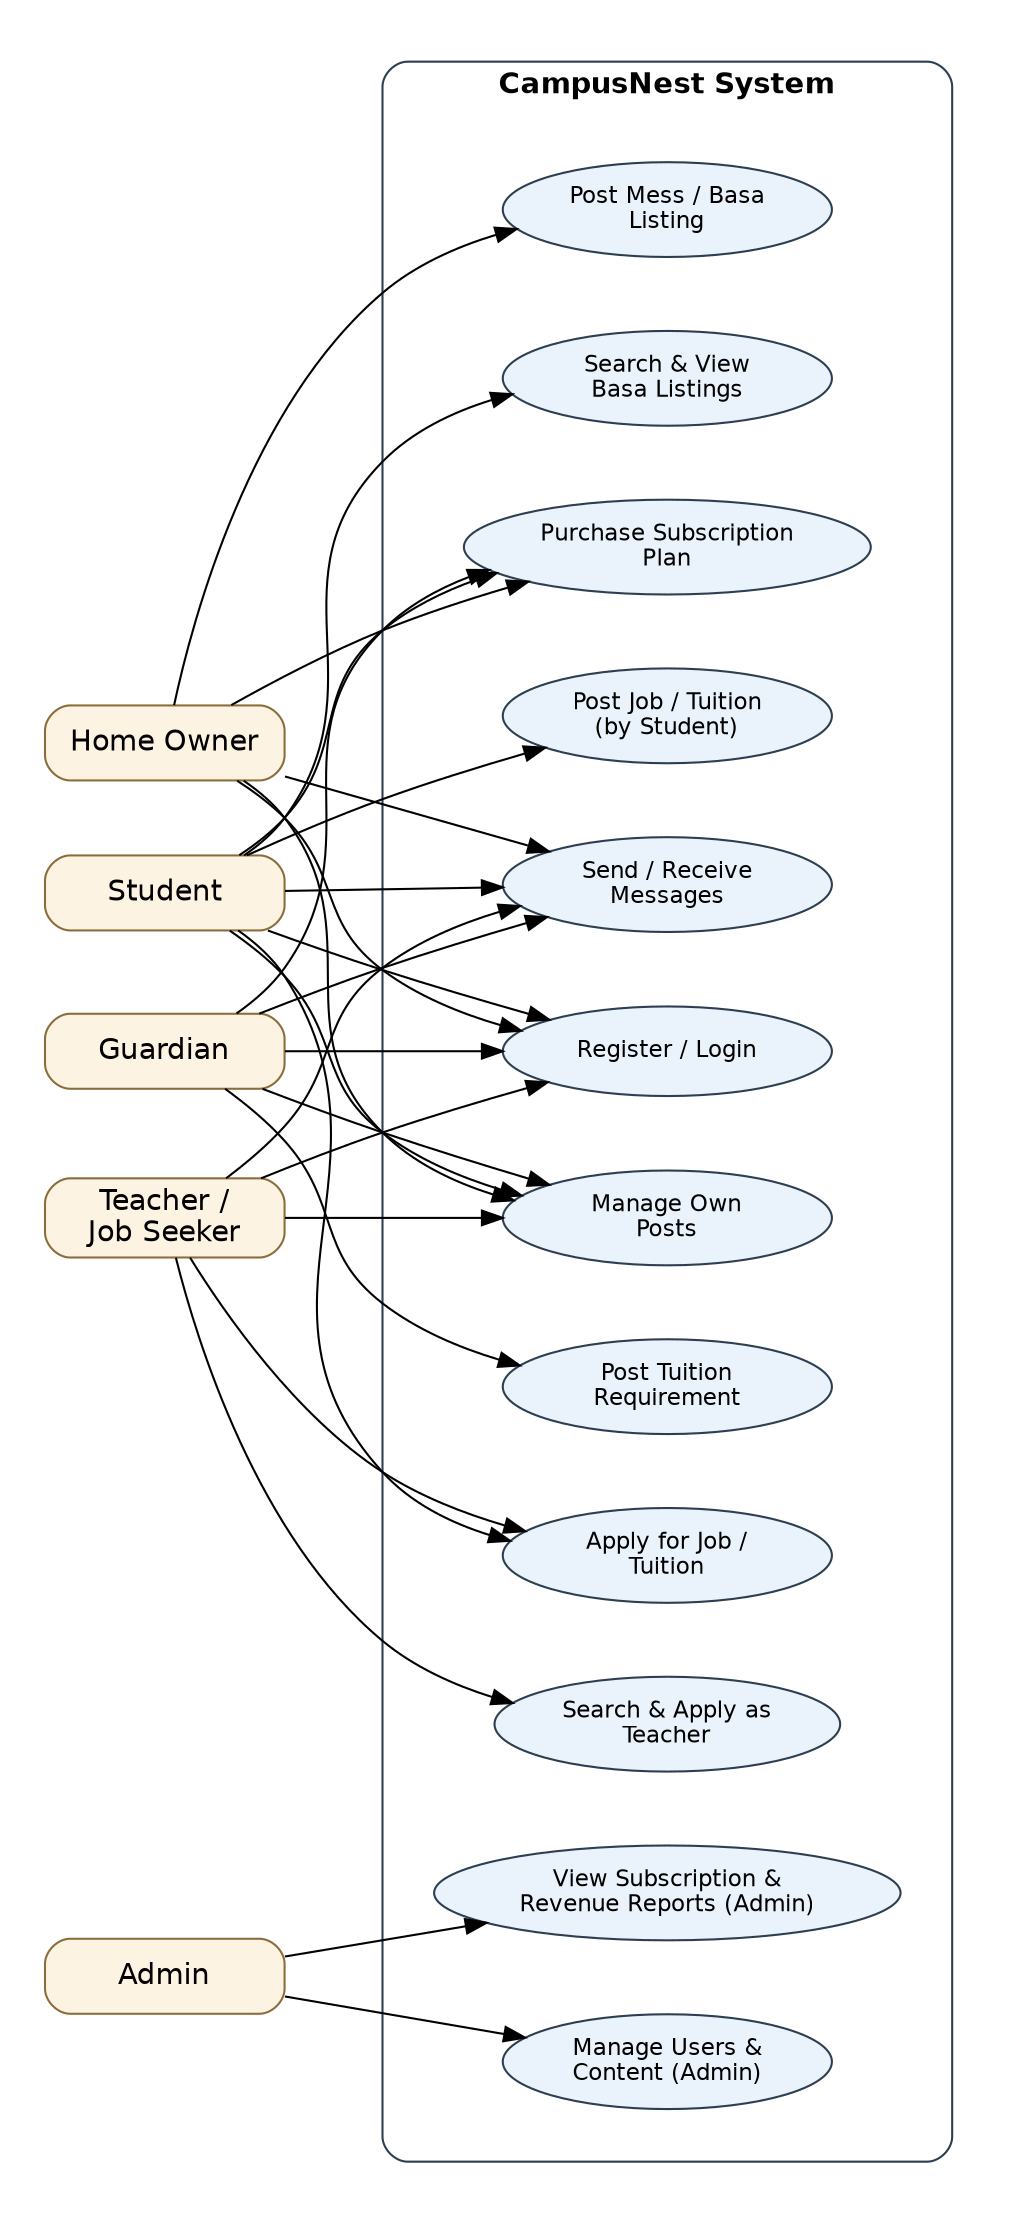 CampusNest System
Post Mess / Basa
Listing
Search & View
Basa Listings
Purchase Subscription
Plan
Post Job / Tuition
(by Student)
Home Owner
Send / Receive
Messages
Student
Register / Login
Guardian
Manage Own
Posts
Teacher /
Job Seeker
Post Tuition
Requirement
Apply for Job /
Tuition
Search & Apply as
Teacher
View Subscription &
Revenue Reports (Admin)
Admin
Manage Users &
Content (Admin)